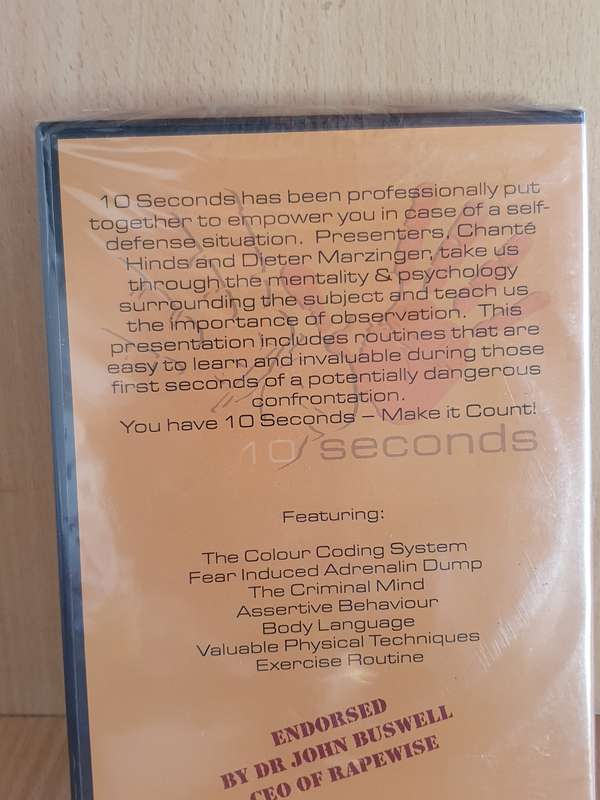 10 Seconds has been professionally put
together to empower you in case of a self-
defense situation. Presenters, Chanté
Hinds and Dieter Marzinger, take us
through the mentality & psychology
surrounding the subject and teach us
the importance of observation. This
presentation includes routines that are
easy to learn and invaluable during those
first seconds of a potentially dangerous
confrontation.
You have 10 Seconds – Make it Count!
10 seconds
Featuring:
The Colour Coding System
Fear Induced Adrenalin Dump
The Criminal Mind
Assertive Behaviour
Body Language
Valuable Physical Techniques
Exercise Routine
ENDORSED
BY DR JOHN BUSWELL
CEO OF RAPEWISE